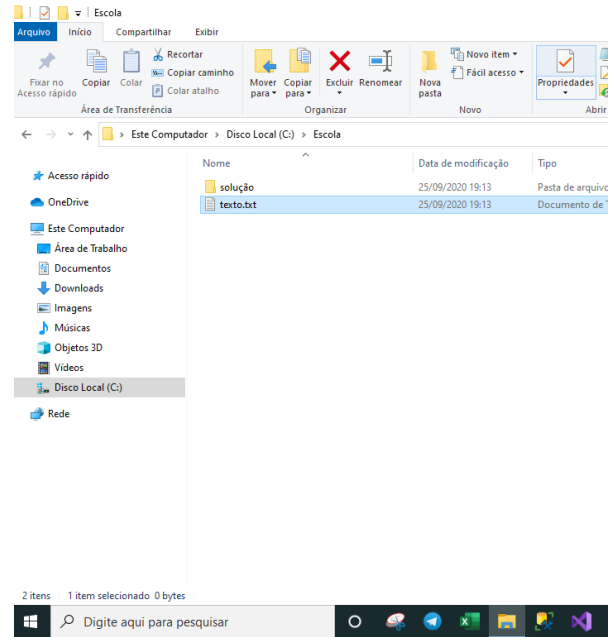 Escola
Arquivo Início Compartilhar Exibir
Fixar no Acesso rápido
Copiar
Colar
Recortar
Copiar caminho
Colar atalho
Mover para
Copiar para
Excluir
Renomear
Nova pasta
Novo item
Fácil acesso
Propriedades
Área de Transferência Organizar Novo Abrir
Este Computador Disco Local (C:) Escola
Nome Data de modificação Tipo
solução 25/09/2020 19:13 Pasta de arquivo
texto.txt 25/09/2020 19:13 Documento de T
Acesso rápido
OneDrive
Este Computador
Área de Trabalho
Documentos
Downloads
Imagens
Músicas
Objetos 3D
Vídeos
Disco Local (C:)
Rede
2 itens 1 item selecionado 0 bytes
Digite aqui para pesquisar